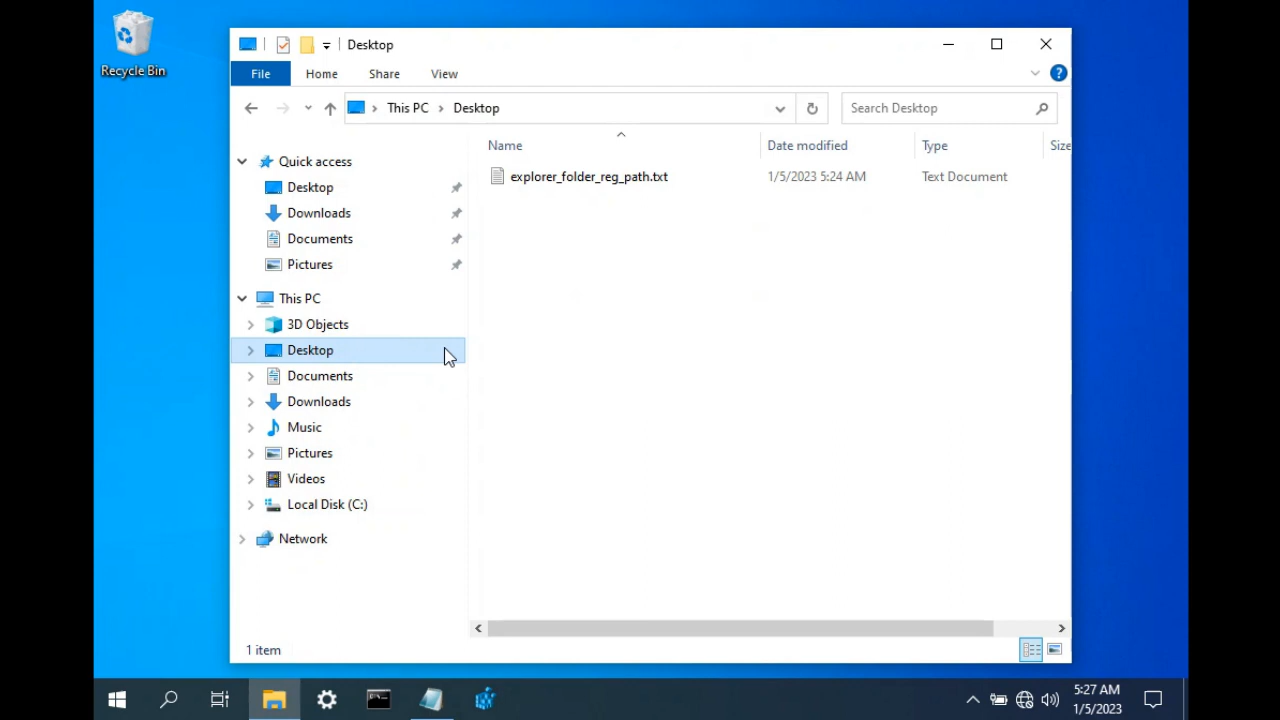 Recycle Bin
Desktop
File Home Share View
This PC Desktop
Search Desktop
Name Date modified Type Size
explorer_folder_reg_path.txt 1/5/2023 5:24 AM Text Document
Quick access
Desktop
Downloads
Documents
Pictures
This PC
3D Objects
Desktop
Documents
Downloads
Music
Pictures
Videos
Local Disk (C:)
Network
1 item
5:27 AM
1/5/2023